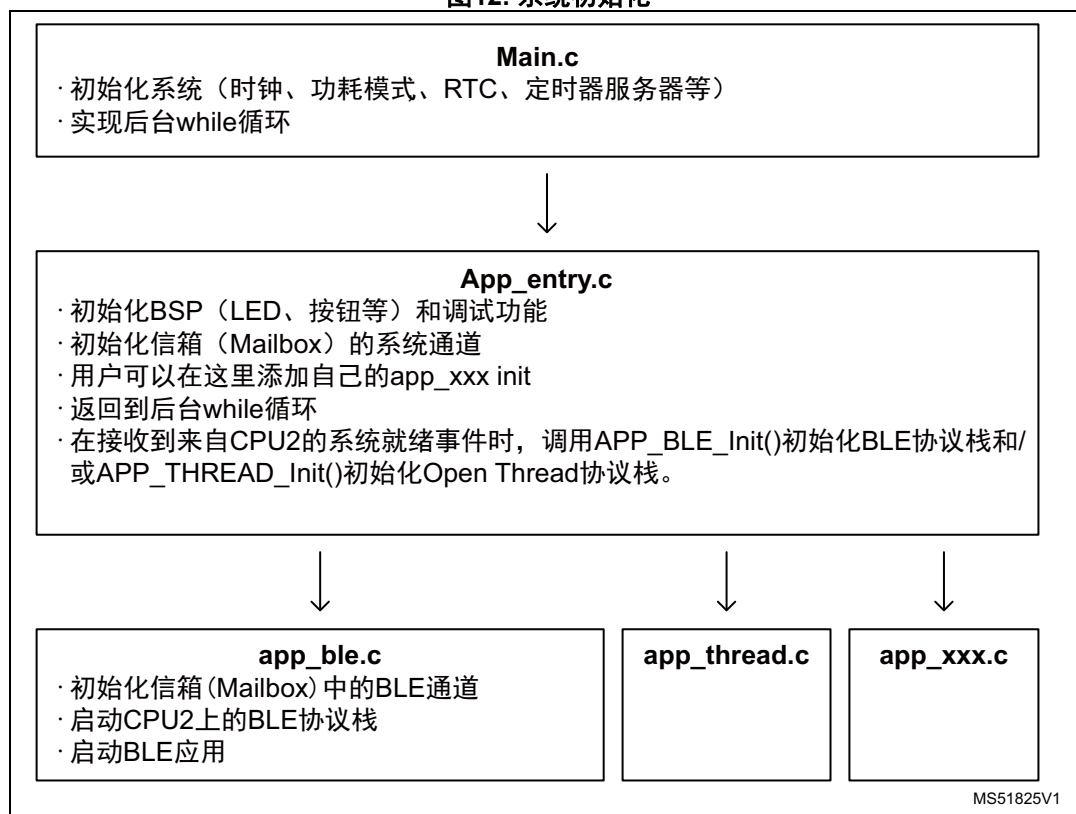 图12. 系统初始化
Main.c
· 初始化系统（时钟、功耗模式、RTC、定时器服务器等）
· 实现后台while循环
App_entry.c
· 初始化BSP（LED、按钮等）和调试功能
· 初始化信箱（Mailbox）的系统通道
· 用户可以在这里添加自己的app_xxx init
· 返回到后台while循环
· 在接收到来自CPU2的系统就绪事件时，调用APP_BLE_Init()初始化BLE协议栈和/
或APP_THREAD_Init()初始化Open Thread协议栈。
app_ble.c
· 初始化信箱(Mailbox)中的BLE通道
· 启动CPU2上的BLE协议栈
· 启动BLE应用
app_thread.c
app_xxx.c
MS51825V1